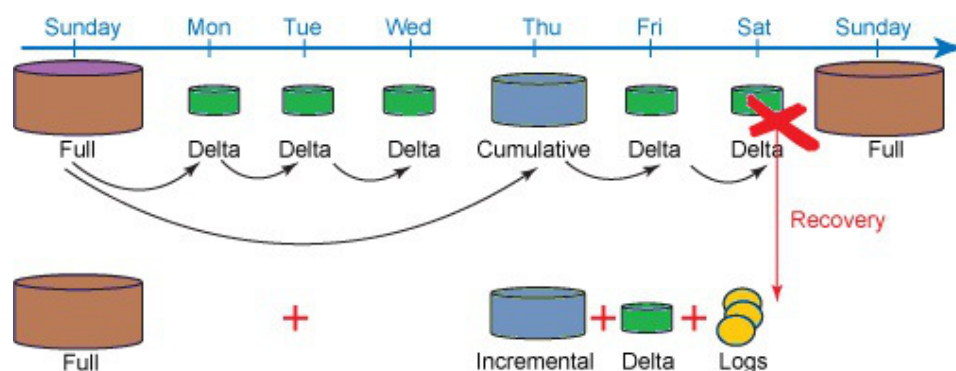 Sunday Mon Tue Wed Thu Fri Sat Sunday
Full Delta Delta Delta Cumulative Delta Delta Full
Recovery
+ + +
Full Incremental Delta Logs